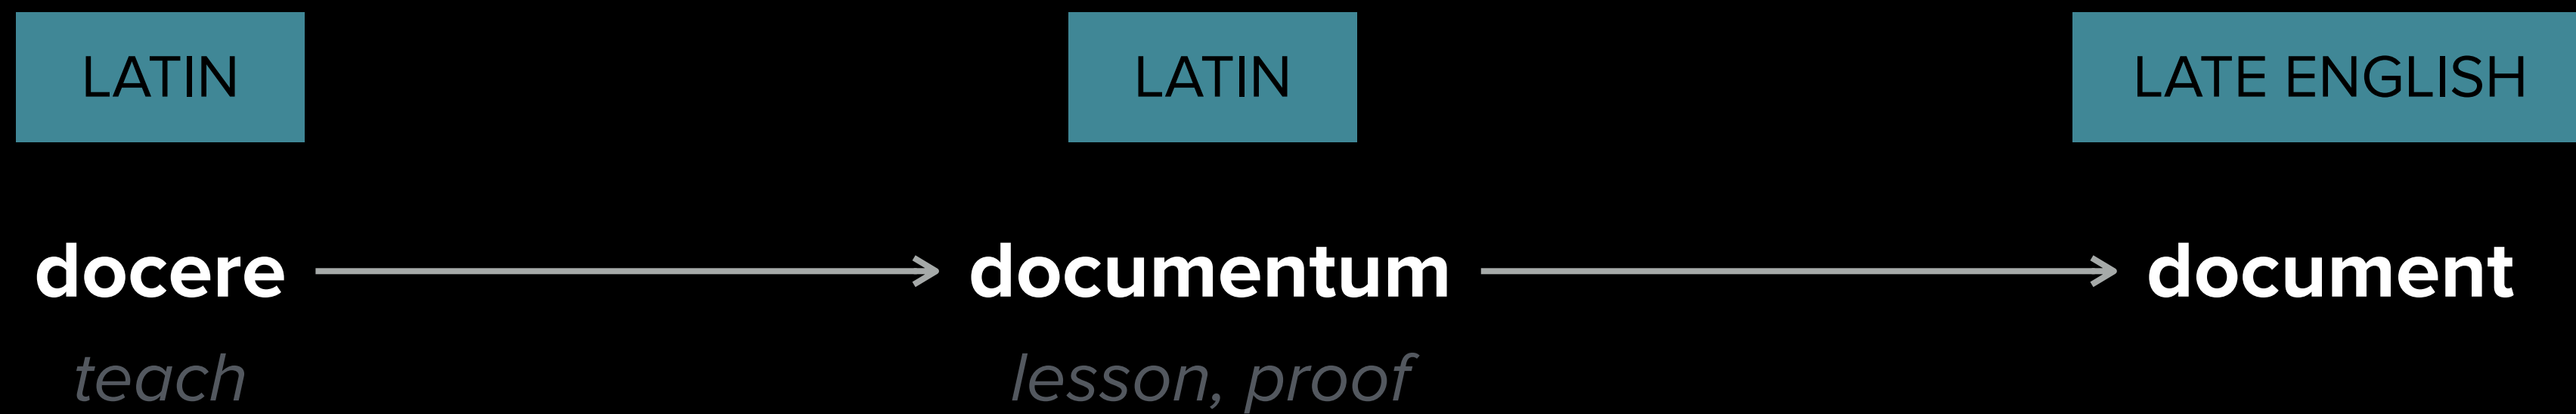 LATIN LATIN LATE ENGLISH
docere documentum document
teach lesson, proof